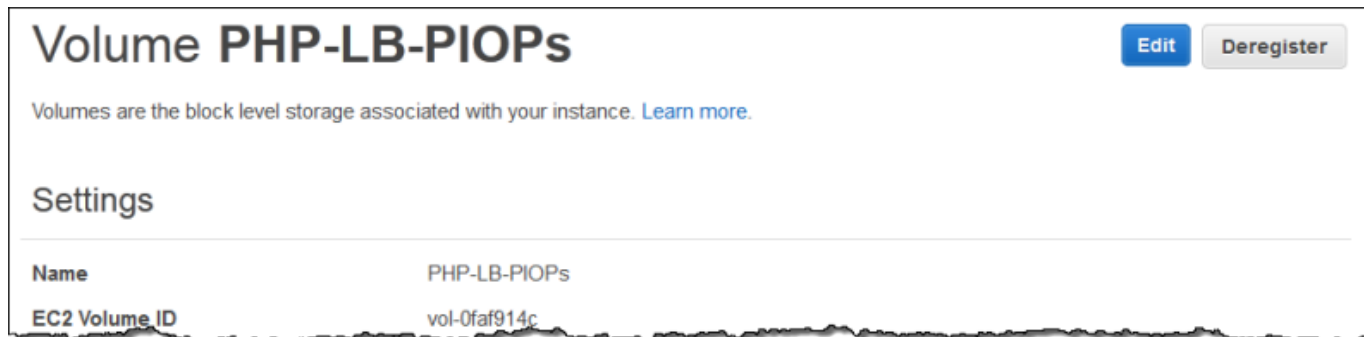 Volume PHP-LB-PIOPs
Edit
Deregister
Volumes are the block level storage associated with your instance. Learn more.
Settings
Name PHP-LB-PIOPs
EC2 Volume ID vol-0faf914c